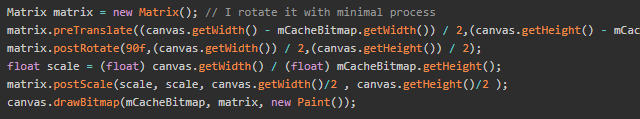 Matrix matrix = new Matrix(); // I rotate it with minimal process
matrix.preTranslate((canvas.getWidth() - mCacheBitmap.getWidth()) / 2,(canvas.getHeight() - mCac
matrix.postRotate(90f,(canvas.getWidth()) / 2,(canvas.getHeight()) / 2);
float scale = (float) canvas.getWidth() / (float) mCacheBitmap.getHeight();
matrix.postScale(scale, scale, canvas.getWidth()/2 , canvas.getHeight()/2 );
canvas.drawBitmap(mCacheBitmap, matrix, new Paint());